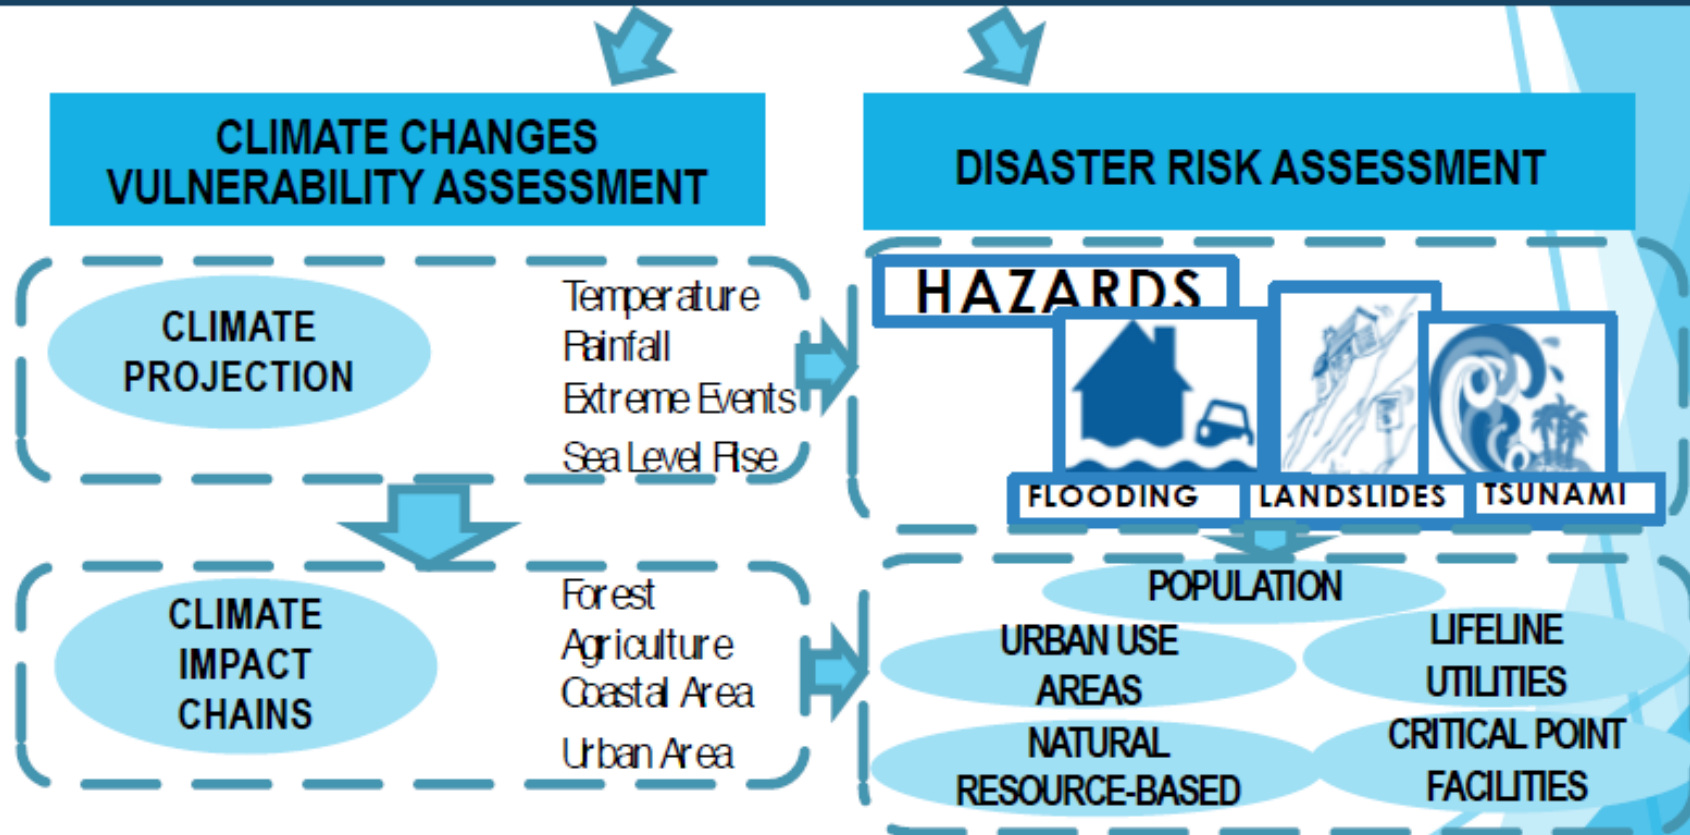 CLIMATE CHANGES
VULNERABILITY ASSESSMENT
DISASTER RISK ASSESSMENT
CLIMATE
PROJECTION
Temperature
Rainfall
Extreme Events
Sea Level Rise
HAZARDS
FLOODING
LANDSLIDES
TSUNAMI
CLIMATE
IMPACT
CHAINS
Forest
Agriculture
Coastal Area
Urban Area
POPULATION
URBAN USE
AREAS
LIFELINE
UTILITIES
NATURAL
RESOURCE-BASED
CRITICAL POINT
FACILITIES